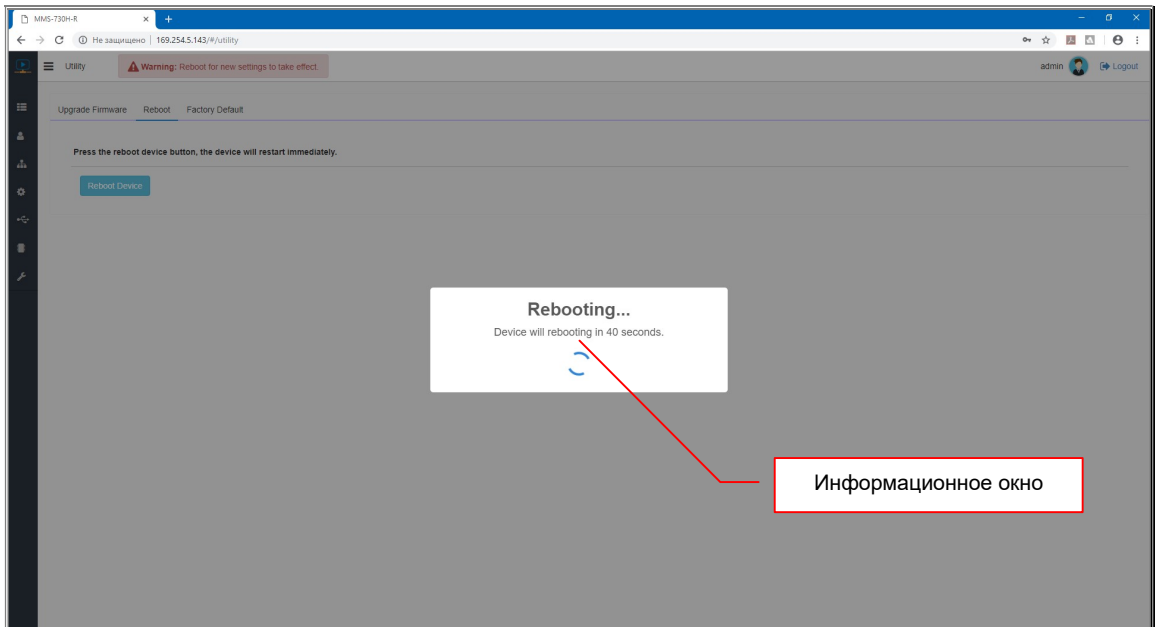 MMS-730H-R
Не защищено | 169.254.5.143/#/utility
Utility
Warning: Reboot for new settings to take effect.
admin
Logout
Upgrade Firmware Reboot Factory Default
Press the reboot device button, the device will restart immediately.
Reboot Device
Rebooting...
Device will rebooting in 40 seconds.
Информационное окно